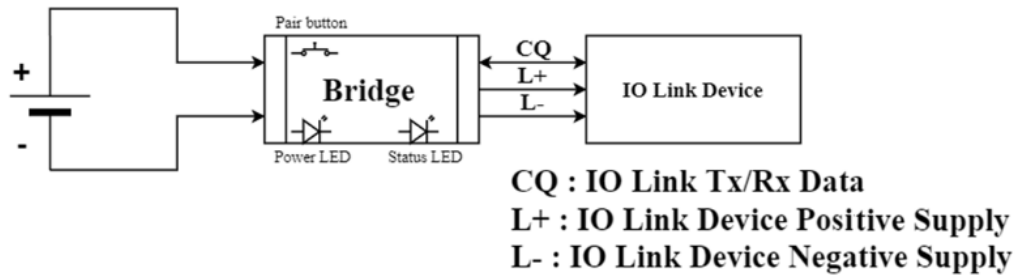 Pair button
+
-
Bridge
Power LED
Status LED
CQ
L+
L-
IO Link Device
CQ : IO Link Tx/Rx Data
L+ : IO Link Device Positive Supply
L- : IO Link Device Negative Supply